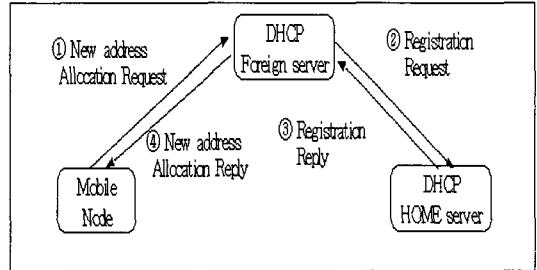 DHCP
Foreign server
① New address
Allocation Request
② Registration
Request
③ Registration
Reply
④ New address
Allocation Reply
Mobile
Node
DHCP
HOME server